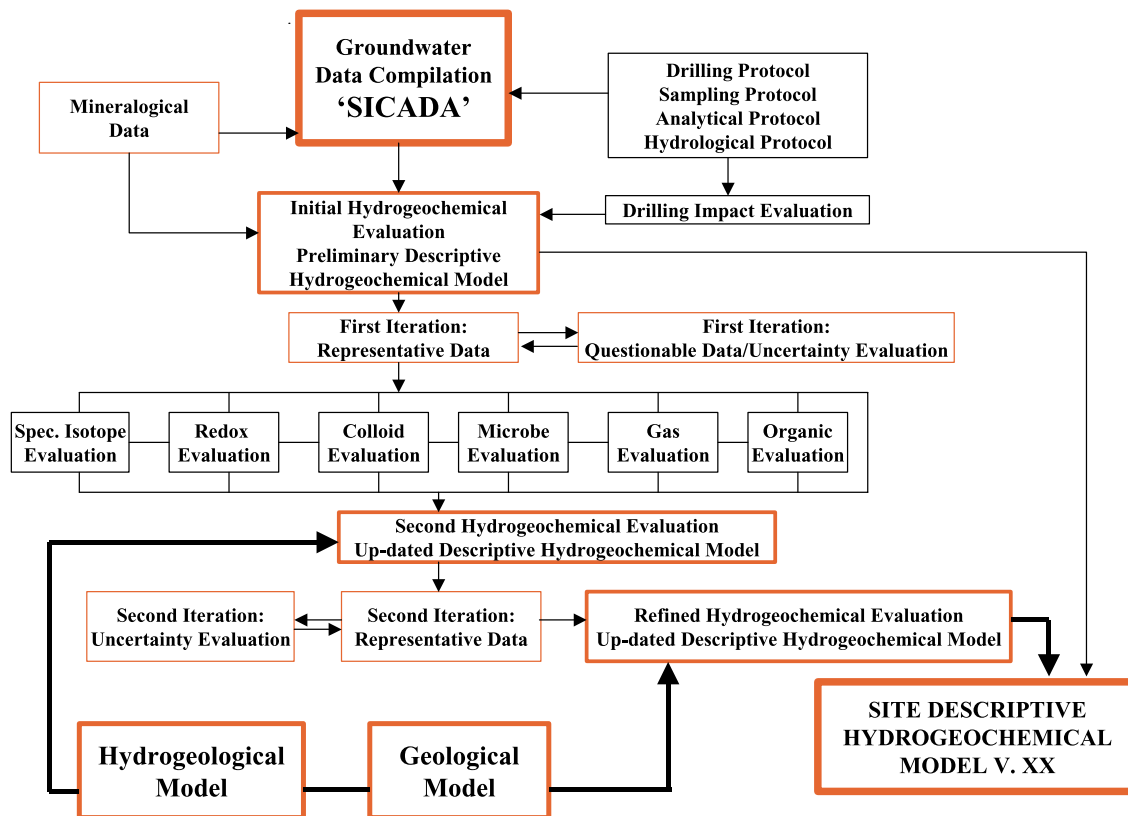 Groundwater
Data Compilation
‘SICADA’
Mineralogical
Data
Drilling Protocol
Sampling Protocol
Analytical Protocol
Hydrological Protocol
Initial Hydrogeochemical
Evaluation
Preliminary Descriptive
Hydrogeochemical Model
Drilling Impact Evaluation
First Iteration:
Representative Data
First Iteration:
Questionable Data/Uncertainty Evaluation
Spec. Isotope
Evaluation
Redox
Evaluation
Colloid
Evaluation
Microbe
Evaluation
Gas
Evaluation
Organic
Evaluation
Second Hydrogeochemical Evaluation
Up-dated Descriptive Hydrogeochemical Model
Second Iteration:
Uncertainty Evaluation
Second Iteration:
Representative Data
Refined Hydrogeochemical Evaluation
Up-dated Descriptive Hydrogeochemical Model
Hydrogeological
Model
Geological
Model
SITE DESCRIPTIVE
HYDROGEOCHEMICAL
MODEL V. XX